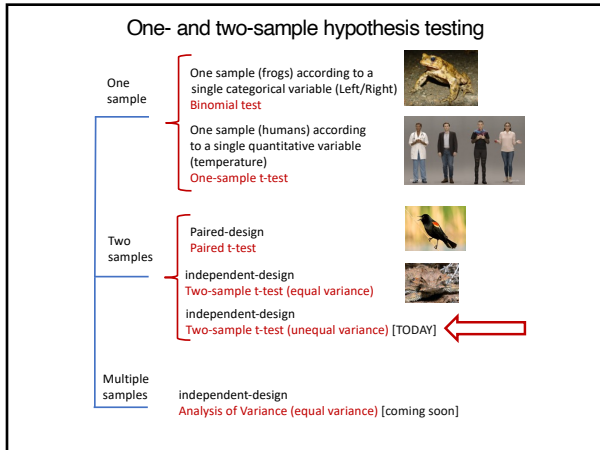 One- and two-sample hypothesis testing
One
sample
One sample (frogs) according to a
single categorical variable (Left/Right)
Binomial test
One sample (humans) according
to a single quantitative variable
(temperature)
One-sample t-test
Two
samples
Paired-design
Paired t-test
independent-design
Two-sample t-test (equal variance)
independent-design
Two-sample t-test (unequal variance) [TODAY]
Multiple
samples
independent-design
Analysis of Variance (equal variance) [coming soon]